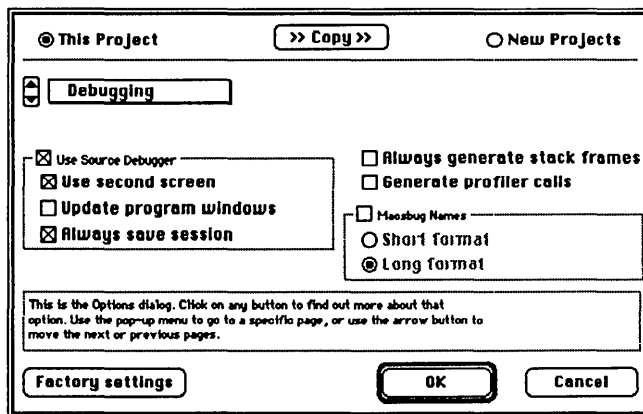 This Project
>> Copy >>
New Projects
Debugging
Use Source Debugger
Use second screen
Update program windows
Always save session
Always generate stack frames
Generate profiler calls
Macsbug Names
Short format
Long format
This is the Options dialog. Click on any button to find out more about that
option. Use the pop-up menu to go to a specific page, or use the arrow button to
move the next or previous pages.
Factory settings
OK
Cancel